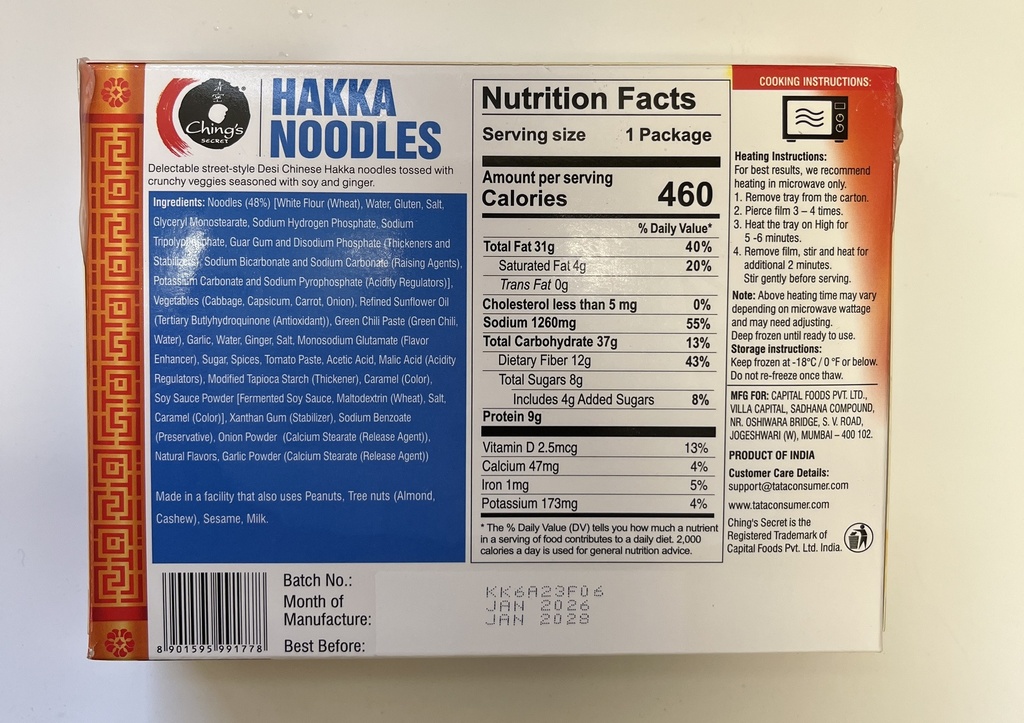 Ching's
SECRET
HAKKA
NOODLES
Delectable street-style Desi Chinese Hakka noodles tossed with
crunchy veggies seasoned with soy and ginger.
Ingredients: Noodles (48%) [White Flour (Wheat), Water, Gluten, Salt,
Glyceryl Monostearate, Sodium Hydrogen Phosphate, Sodium
Tripolyphosphate, Guar Gum and Disodium Phosphate (Thickeners and
Stabilizers), Sodium Bicarbonate and Sodium Carbonate (Raising Agents),
Potassium Carbonate and Sodium Pyrophosphate (Acidity Regulators)],
Vegetables (Cabbage, Capsicum, Carrot, Onion), Refined Sunflower Oil
(Tertiary Butylhydroquinone (Antioxidant)), Green Chili Paste (Green Chili,
Water), Garlic, Water, Ginger, Salt, Monosodium Glutamate (Flavor
Enhancer), Sugar, Spices, Tomato Paste, Acetic Acid, Malic Acid (Acidity
Regulators), Modified Tapioca Starch (Thickener), Caramel (Color),
Soy Sauce Powder [Fermented Soy Sauce, Maltodextrin (Wheat), Salt,
Caramel (Color)], Xanthan Gum (Stabilizer), Sodium Benzoate
(Preservative), Onion Powder (Calcium Stearate (Release Agent)),
Natural Flavors, Garlic Powder (Calcium Stearate (Release Agent))
Made in a facility that also uses Peanuts, Tree nuts (Almond,
Cashew), Sesame, Milk.
Nutrition Facts
Serving size 1 Package
Amount per serving
Calories 460
% Daily Value*
Total Fat 31g 40%
Saturated Fat 4g 20%
Trans Fat 0g
Cholesterol less than 5 mg 0%
Sodium 1260mg 55%
Total Carbohydrate 37g 13%
Dietary Fiber 12g 43%
Total Sugars 8g
Includes 4g Added Sugars 8%
Protein 9g
Vitamin D 2.5mcg 13%
Calcium 47mg 4%
Iron 1mg 5%
Potassium 173mg 4%
* The % Daily Value (DV) tells you how much a nutrient
in a serving of food contributes to a daily diet. 2,000
calories a day is used for general nutrition advice.
COOKING INSTRUCTIONS:
Heating Instructions:
For best results, we recommend
heating in microwave only.
1. Remove tray from the carton.
2. Pierce film 3 – 4 times.
3. Heat the tray on High for
5 -6 minutes.
4. Remove film, stir and heat for
additional 2 minutes.
Stir gently before serving.
Note: Above heating time may vary
depending on microwave wattage
and may need adjusting.
Deep frozen until ready to use.
Storage instructions:
Keep frozen at -18°C / 0 °F or below.
Do not re-freeze once thaw.
MFG FOR: CAPITAL FOODS PVT. LTD.,
VILLA CAPITAL, SADHANA COMPOUND,
NR. OSHIWARA BRIDGE, S. V. ROAD,
JOGESHWARI (W), MUMBAI – 400 102.
PRODUCT OF INDIA
Customer Care Details:
support@tataconsumer.com
www.tataconsumer.com
Ching's Secret is the
Registered Trademark of
Capital Foods Pvt. Ltd. India.
8 901595 991778
Batch No.:
Month of
Manufacture:
Best Before:
KK6A23F06
JAN 2026
JAN 2028